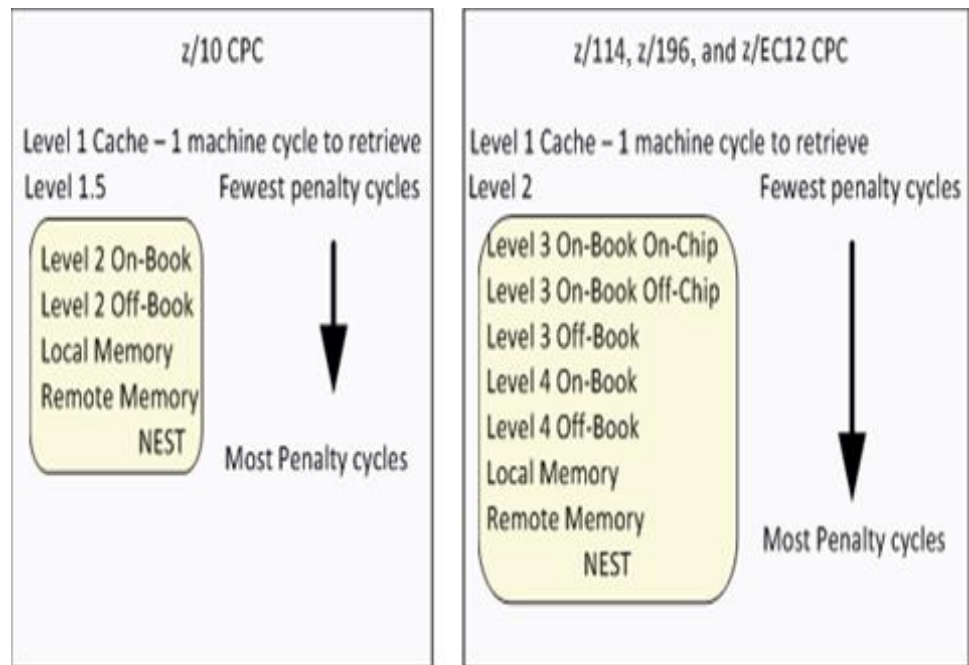 z/10 CPC
Level 1 Cache – 1 machine cycle to retrieve
Level 1.5 Fewest penalty cycles
Level 2 On-Book
Level 2 Off-Book
Local Memory
Remote Memory
NEST
Most Penalty cycles
z/114, z/196, and z/EC12 CPC
Level 1 Cache – 1 machine cycle to retrieve
Level 2 Fewest penalty cycles
Level 3 On-Book On-Chip
Level 3 On-Book Off-Chip
Level 3 Off-Book
Level 4 On-Book
Level 4 Off-Book
Local Memory
Remote Memory
NEST
Most Penalty cycles